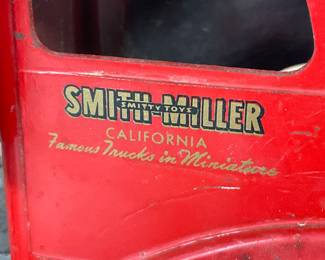 SMITH-MILLER
SMITTY TOYS
CALIFORNIA
Famous Trucks in Miniature